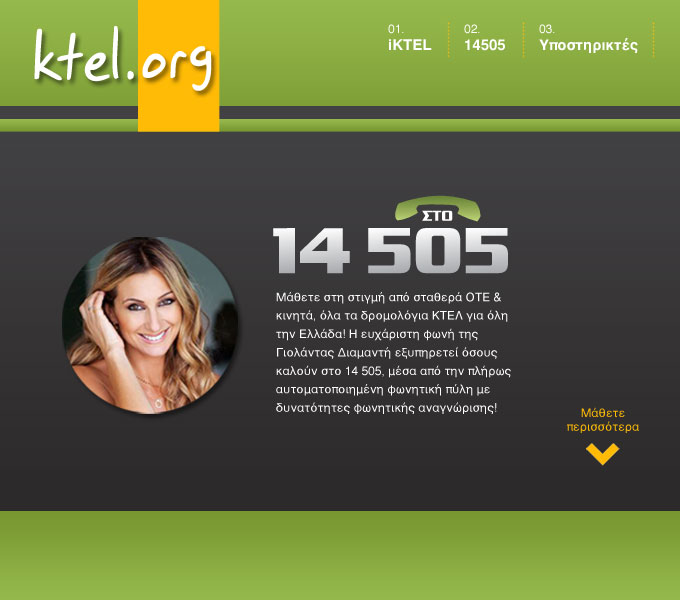 ktel.org
01.
iKTEL
02.
14505
03.
Υποστηρικτές
ΣΤΟ
14 505
Μάθετε στη στιγμή από σταθερά ΟΤΕ &
κινητά, όλα τα δρομολόγια ΚΤΕΛ για όλη
την Ελλάδα! Η ευχάριστη φωνή της
Γιολάντας Διαμαντή εξυπηρετεί όσους
καλούν στο 14 505, μέσα από την πλήρως
αυτοματοποιημένη φωνητική πύλη με
δυνατότητες φωνητικής αναγνώρισης!
Μάθετε
περισσότερα